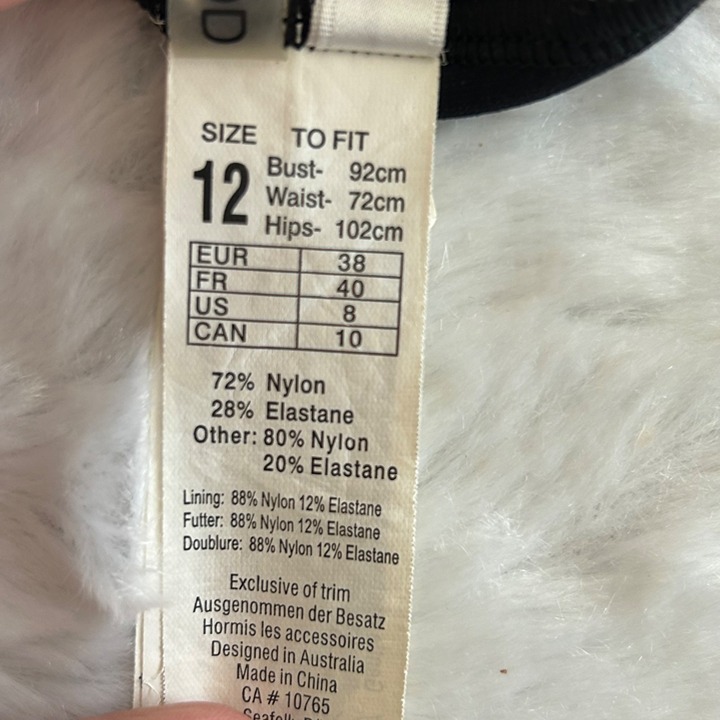 OD
SIZE TO FIT
12 Bust- 92cm
Waist- 72cm
Hips- 102cm
EUR 38
FR 40
US 8
CAN 10
72% Nylon
28% Elastane
Other: 80% Nylon
20% Elastane
Lining: 88% Nylon 12% Elastane
Futter: 88% Nylon 12% Elastane
Doublure: 88% Nylon 12% Elastane
Exclusive of trim
Ausgenommen der Besatz
Hormis les accessoires
Designed in Australia
Made in China
CA # 10765